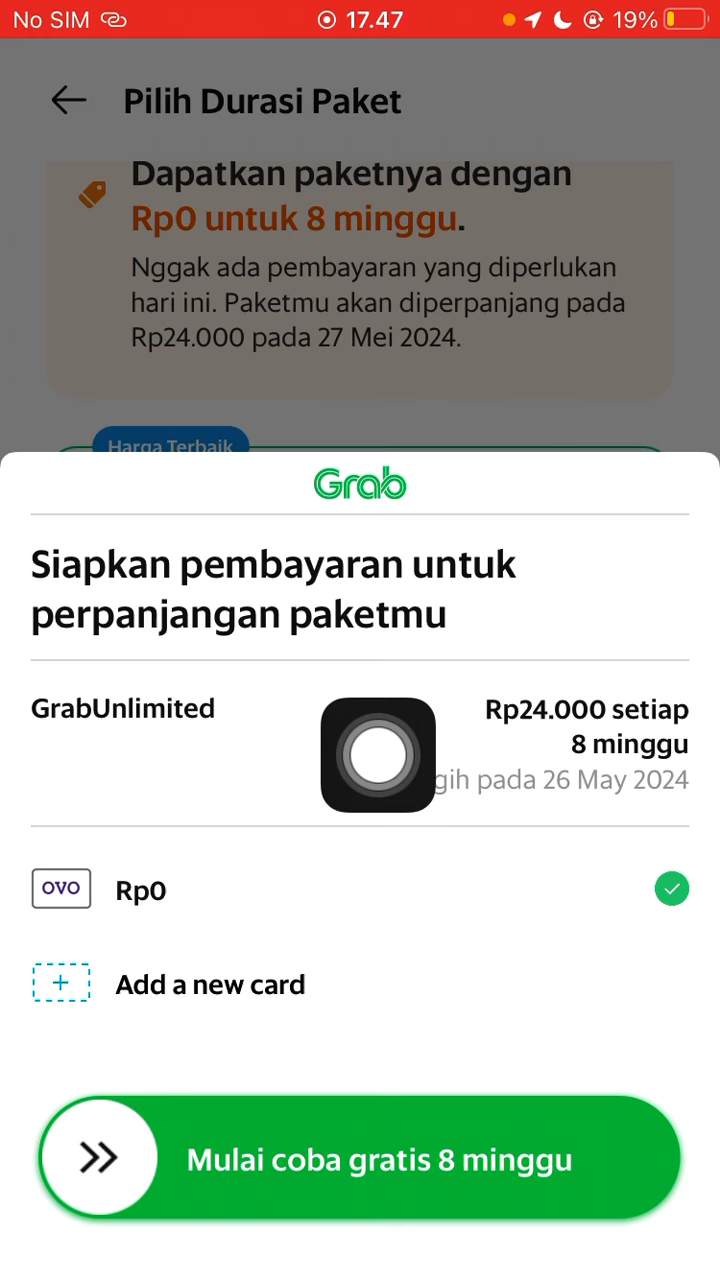 No SIM 17.47 19%
Pilih Durasi Paket
Dapatkan paketnya dengan
Rp0 untuk 8 minggu.
Nggak ada pembayaran yang diperlukan
hari ini. Paketmu akan diperpanjang pada
Rp24.000 pada 27 Mei 2024.
Harga Terbaik
Grab
Siapkan pembayaran untuk
perpanjangan paketmu
GrabUnlimited
Rp24.000 setiap
8 minggu
pada 26 May 2024
OVO Rp0
Add a new card
Mulai coba gratis 8 minggu